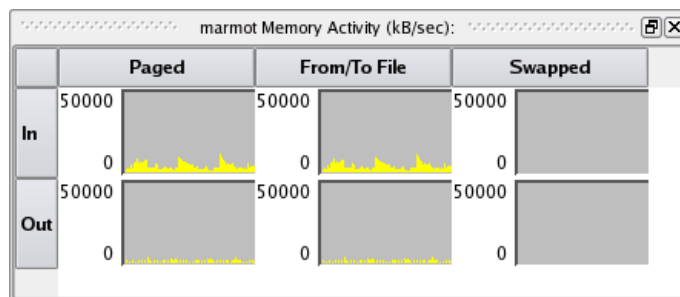 marmot Memory Activity (kB/sec):
Paged From/To File Swapped
In 50000 0 50000 0 50000 0
Out 50000 0 50000 0 50000 0